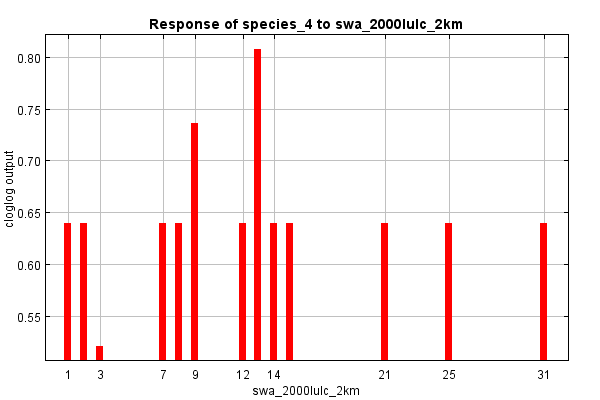 Response of species_4 to swa_2000lulc_2km
0.80
0.75
0.70
0.65
0.60
0.55
cloglog output
1 3 7 9 12 14 21 25 31
swa_2000lulc_2km